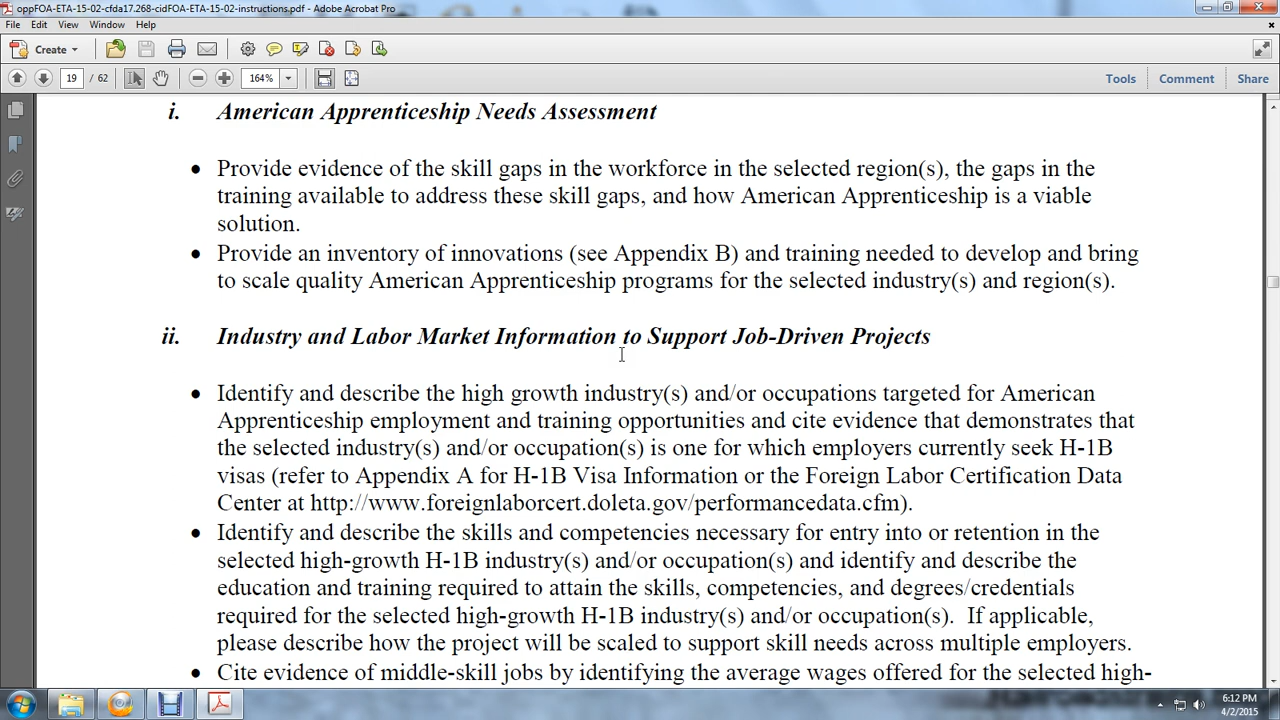 oppFOA-ETA-15-02-cfda17.268-cidFOA-ETA-15-02-instructions.pdf - Adobe Acrobat Pro
File Edit View Window Help
Create
19 / 62 164% Tools Comment Share
i. American Apprenticeship Needs Assessment
• Provide evidence of the skill gaps in the workforce in the selected region(s), the gaps in the
training available to address these skill gaps, and how American Apprenticeship is a viable
solution.
• Provide an inventory of innovations (see Appendix B) and training needed to develop and bring
to scale quality American Apprenticeship programs for the selected industry(s) and region(s).
ii. Industry and Labor Market Information to Support Job-Driven Projects
• Identify and describe the high growth industry(s) and/or occupations targeted for American
Apprenticeship employment and training opportunities and cite evidence that demonstrates that
the selected industry(s) and/or occupation(s) is one for which employers currently seek H-1B
visas (refer to Appendix A for H-1B Visa Information or the Foreign Labor Certification Data
Center at http://www.foreignlaborcert.doleta.gov/performancedata.cfm).
• Identify and describe the skills and competencies necessary for entry into or retention in the
selected high-growth H-1B industry(s) and/or occupation(s) and identify and describe the
education and training required to attain the skills, competencies, and degrees/credentials
required for the selected high-growth H-1B industry(s) and/or occupation(s).  If applicable,
please describe how the project will be scaled to support skill needs across multiple employers.
• Cite evidence of middle-skill jobs by identifying the average wages offered for the selected high-
6:12 PM
4/2/2015